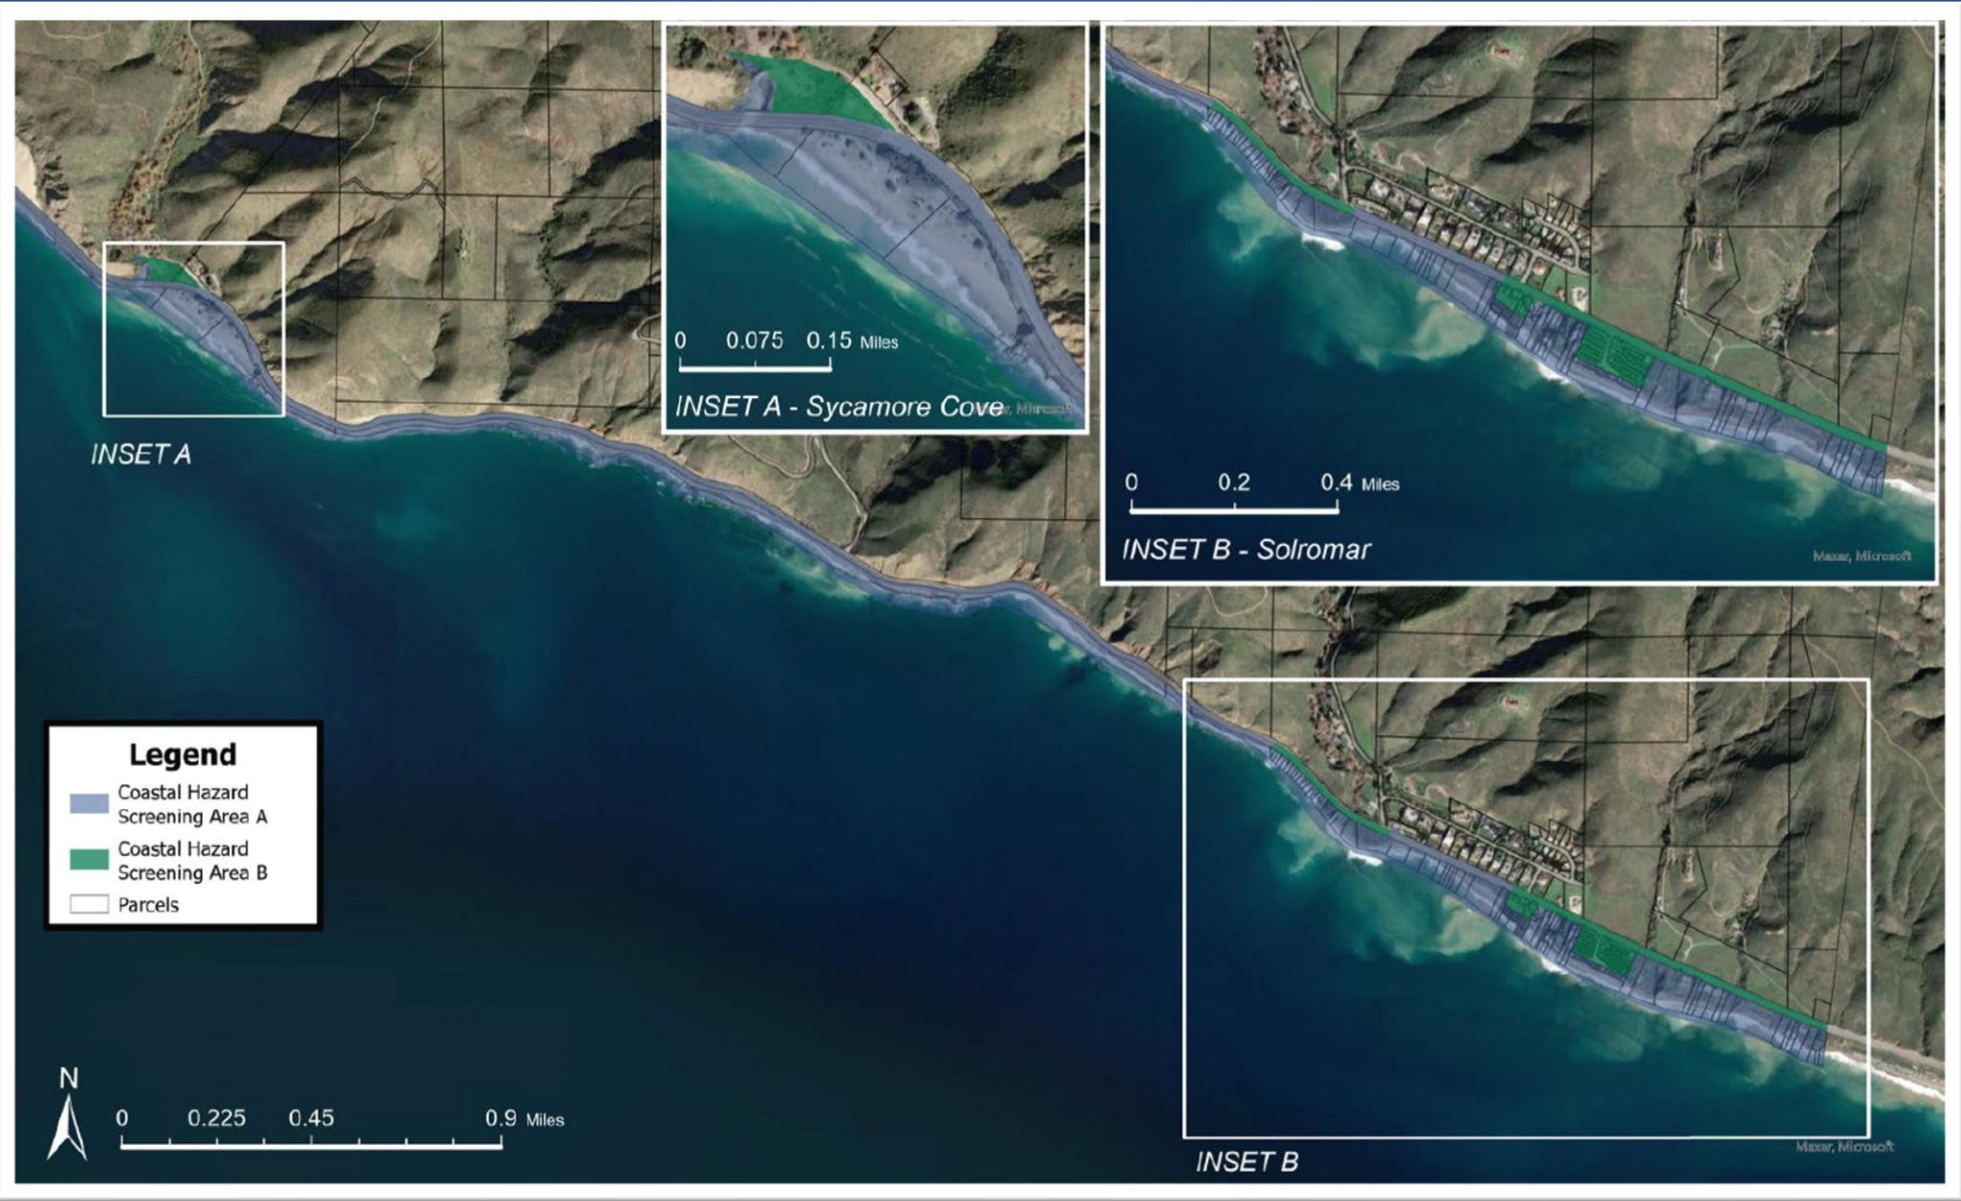 0 0.075 0.15 Miles
INSET A - Sycamore Cove
Maxar, Microsoft
0 0.2 0.4 Miles
INSET B - Solromar
Maxar, Microsoft
INSET A
Legend
Coastal Hazard
Screening Area A
Coastal Hazard
Screening Area B
Parcels
N
0 0.225 0.45 0.9 Miles
INSET B
Maxar, Microsoft